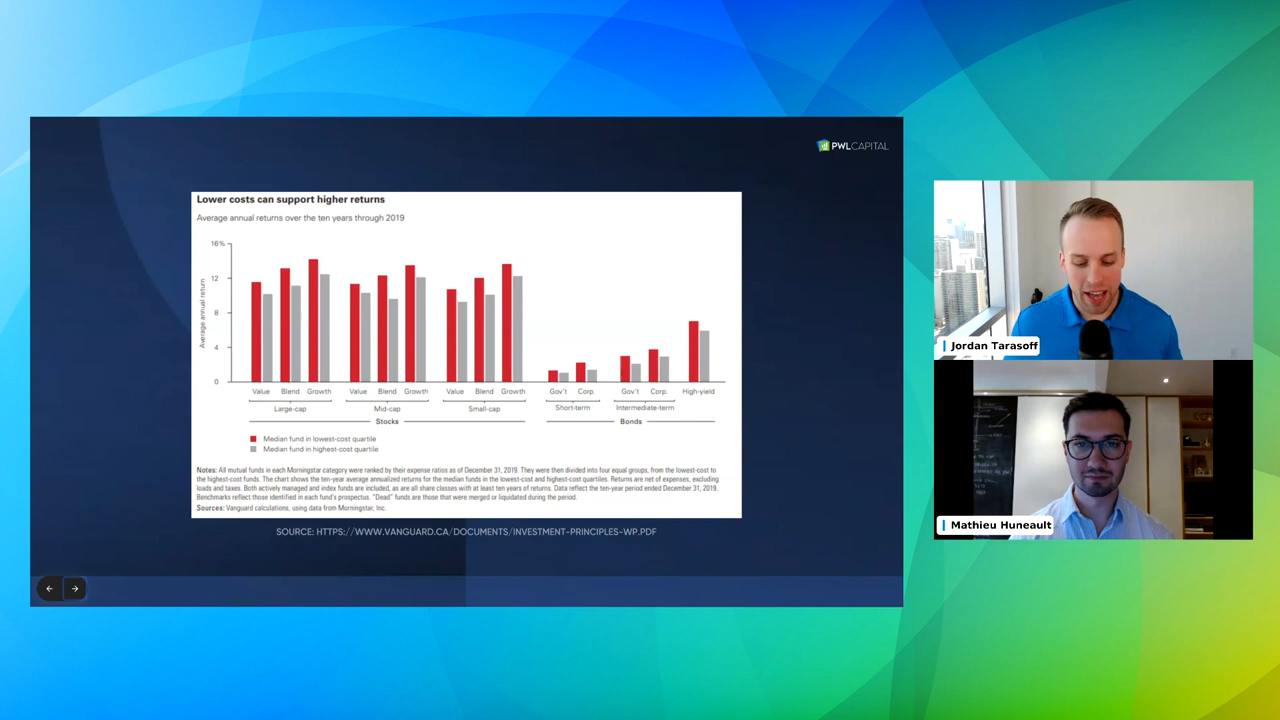 PWLCAPITAL
Lower costs can support higher returns
Average annual returns over the ten years through 2019
16%
12
8
4
0
Average annual return
Value Blend Growth Value Blend Growth Value Blend Growth Gov't Corp. Gov't Corp. High-yield
Large-cap Mid-cap Small-cap Short-term Intermediate-term
Stocks Bonds
Median fund in lowest-cost quartile
Median fund in highest-cost quartile
Notes: All mutual funds in each Morningstar category were ranked by their expense ratios as of December 31, 2019. They were then divided into four equal groups, from the lowest-cost to
the highest-cost funds. The chart shows the ten-year average annualized returns for the median funds in the lowest-cost and highest-cost quartiles. Returns are net of expenses, excluding
loads and taxes. Both actively managed and index funds are included, as are all share classes with at least ten years of returns. Data reflect the ten-year period ended December 31, 2019.
Benchmarks reflect those identified in each fund's prospectus. "Dead" funds are those that were merged or liquidated during the period.
Sources: Vanguard calculations, using data from Morningstar, Inc.
SOURCE: HTTPS://WWW.VANGUARD.CA/DOCUMENTS/INVESTMENT-PRINCIPLES-WP.PDF
Jordan Tarasoff
Mathieu Huneault